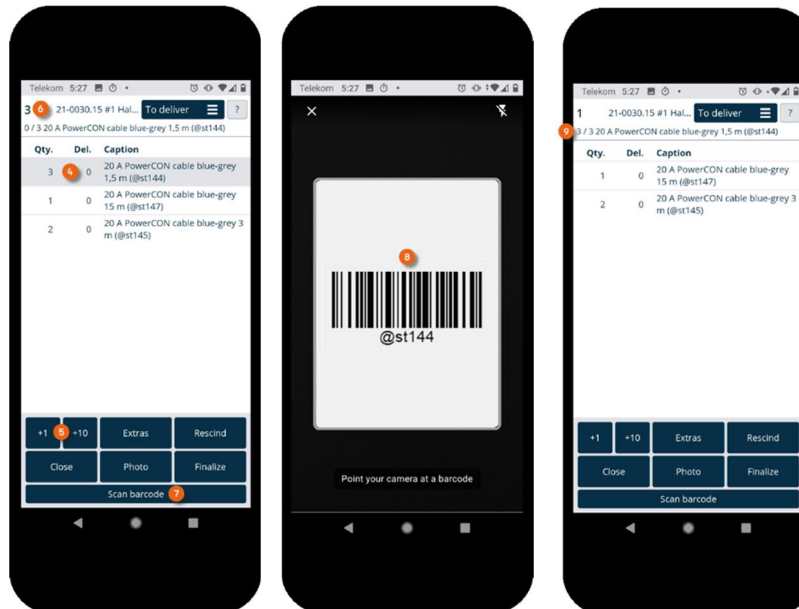 Telekom 5:27
3 6 21-0030.15 #1 Hal... To deliver ?
0 / 3 20 A PowerCON cable blue-grey 1,5 m (@st144)
Qty. Del. Caption
3 4 0 20 A PowerCON cable blue-grey
1,5 m (@st144)
1 0 20 A PowerCON cable blue-grey
15 m (@st147)
2 0 20 A PowerCON cable blue-grey 3
m (@st145)
+1 5 +10 Extras Rescind
Close Photo Finalize
Scan barcode 7
Telekom 5:27
8
@st144
Point your camera at a barcode
Telekom 5:27
1 21-0030.15 #1 Hal... To deliver ?
9 3 / 3 20 A PowerCON cable blue-grey 1,5 m (@st144)
Qty. Del. Caption
1 0 20 A PowerCON cable blue-grey
15 m (@st147)
2 0 20 A PowerCON cable blue-grey 3
m (@st145)
+1 +10 Extras Rescind
Close Photo Finalize
Scan barcode